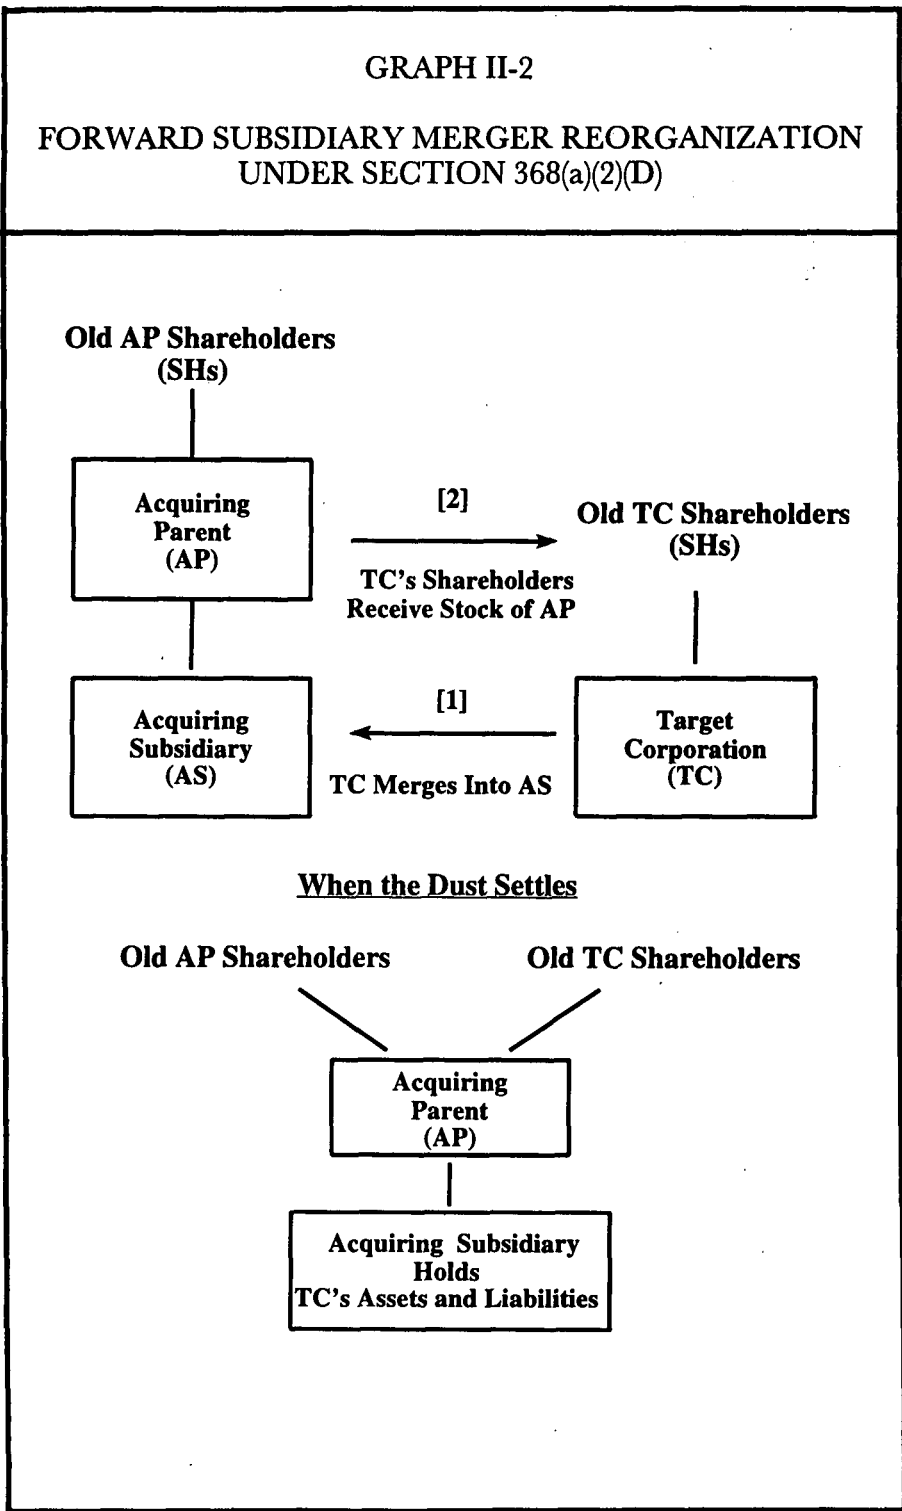 GRAPH II-2
FORWARD SUBSIDIARY MERGER REORGANIZATION
UNDER SECTION 368(a)(2)(D)
Old AP Shareholders
(SHs)
Acquiring
Parent
(AP)
[2]
TC's Shareholders
Receive Stock of AP
Old TC Shareholders
(SHs)
Acquiring
Subsidiary
(AS)
[1]
TC Merges Into AS
Target
Corporation
(TC)
When the Dust Settles
Old AP Shareholders
Old TC Shareholders
Acquiring
Parent
(AP)
Acquiring Subsidiary
Holds
TC's Assets and Liabilities